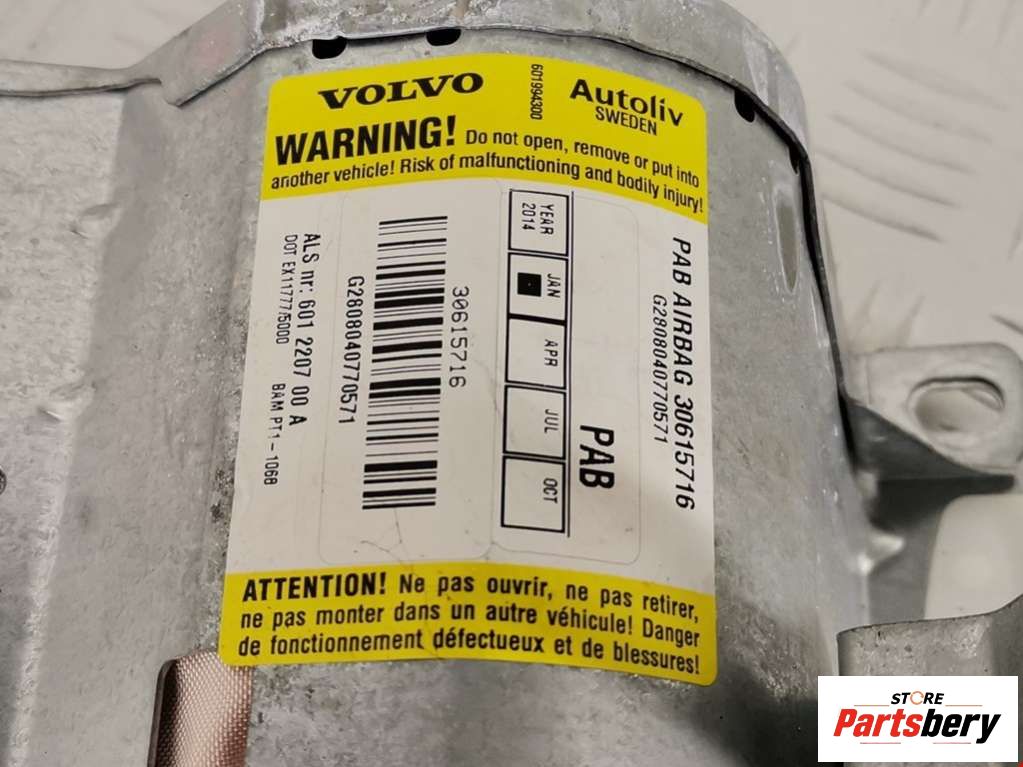 VOLVO
601994300
Autoliv
SWEDEN
WARNING! Do not open, remove or put into
another vehicle! Risk of malfunctioning and bodily injury!
PAB AIRBAG 30615716
G2808040770571
YEAR
2014
JAN
APR
JUL
OCT
PAB
30615716
G2808040770571
ALS nr: 601 2207 00 A
DOT EX11777/5000
BAM PT1-1068
ATTENTION! Ne pas ouvrir, ne pas retirer,
ne pas monter dans un autre véhicule! Danger
de fonctionnement défectueux et de blessures!
STORE
Partsbery